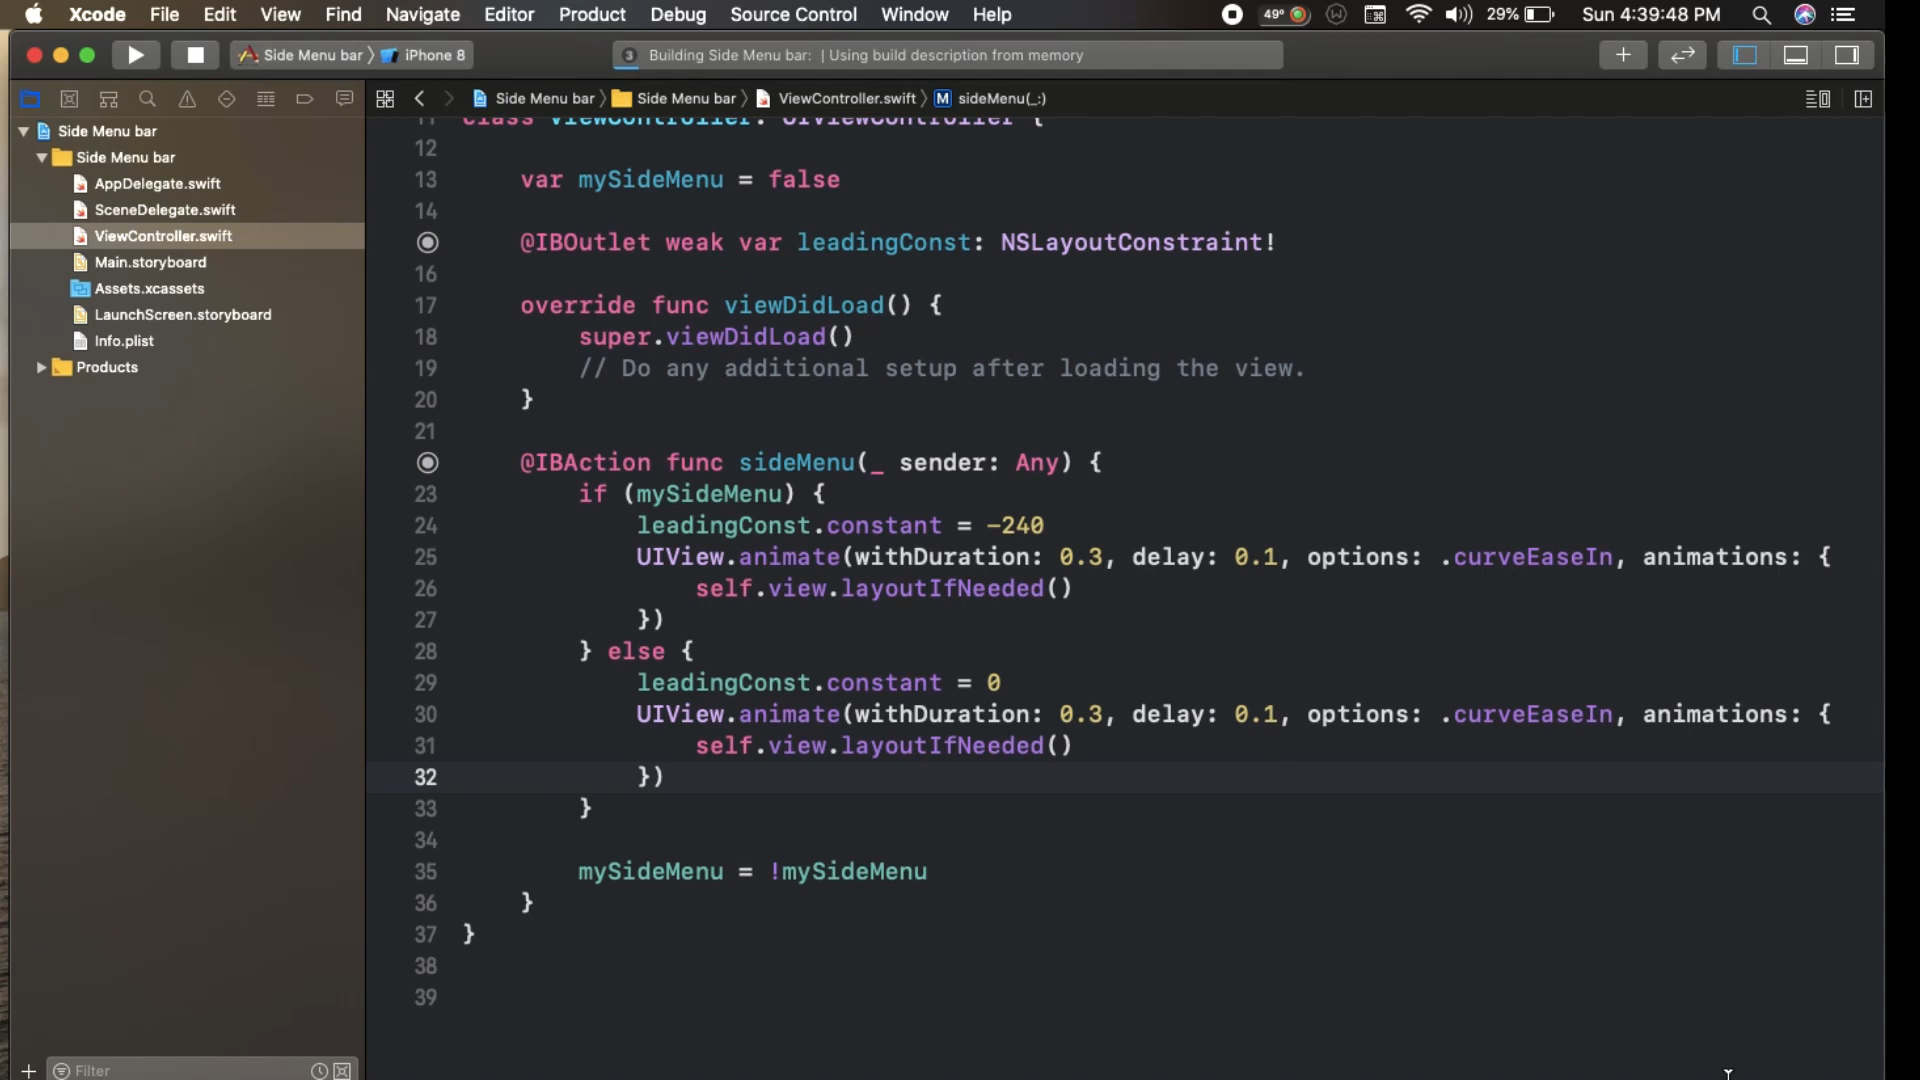 Xcode File Edit View Find Navigate Editor Product Debug Source Control Window Help 49° 29% Sun 4:39:48 PM
Side Menu bar iPhone 8 3 Building Side Menu bar: | Using build description from memory
Side Menu bar Side Menu bar ViewController.swift M sideMenu(_:)
Side Menu bar
Side Menu bar
AppDelegate.swift
SceneDelegate.swift
ViewController.swift
Main.storyboard
Assets.xcassets
LaunchScreen.storyboard
Info.plist
Products
Filter
11 class ViewController: UIViewController {
12
13 var mySideMenu = false
14
@IBOutlet weak var leadingConst: NSLayoutConstraint!
16
17 override func viewDidLoad() {
18 super.viewDidLoad()
19 // Do any additional setup after loading the view.
20 }
21
@IBAction func sideMenu(_ sender: Any) {
23 if (mySideMenu) {
24 leadingConst.constant = -240
25 UIView.animate(withDuration: 0.3, delay: 0.1, options: .curveEaseIn, animations: {
26 self.view.layoutIfNeeded()
27 })
28 } else {
29 leadingConst.constant = 0
30 UIView.animate(withDuration: 0.3, delay: 0.1, options: .curveEaseIn, animations: {
31 self.view.layoutIfNeeded()
32 })
33 }
34
35 mySideMenu = !mySideMenu
36 }
37 }
38
39